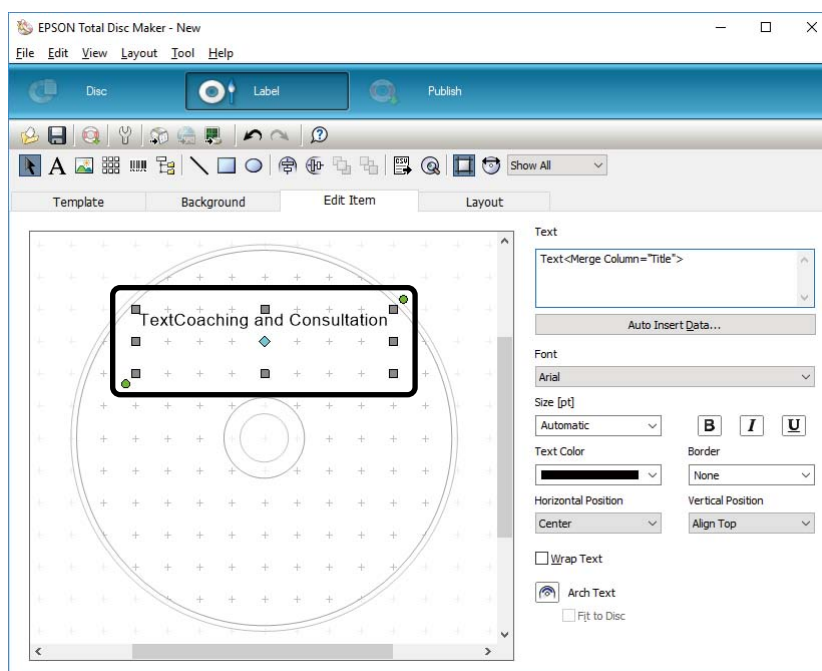 EPSON Total Disc Maker - New
File Edit View Layout Tool Help
Disc Label Publish
A CSV Show All
Template Background Edit Item Layout
Text
Text<Merge Column="Title">
Auto Insert Data...
Font
Arial
Size [pt]
Automatic B I U
Text Color Border
None
Horizontal Position Vertical Position
Center Align Top
Wrap Text
Arch Text
Fit to Disc
TextCoaching and Consultation